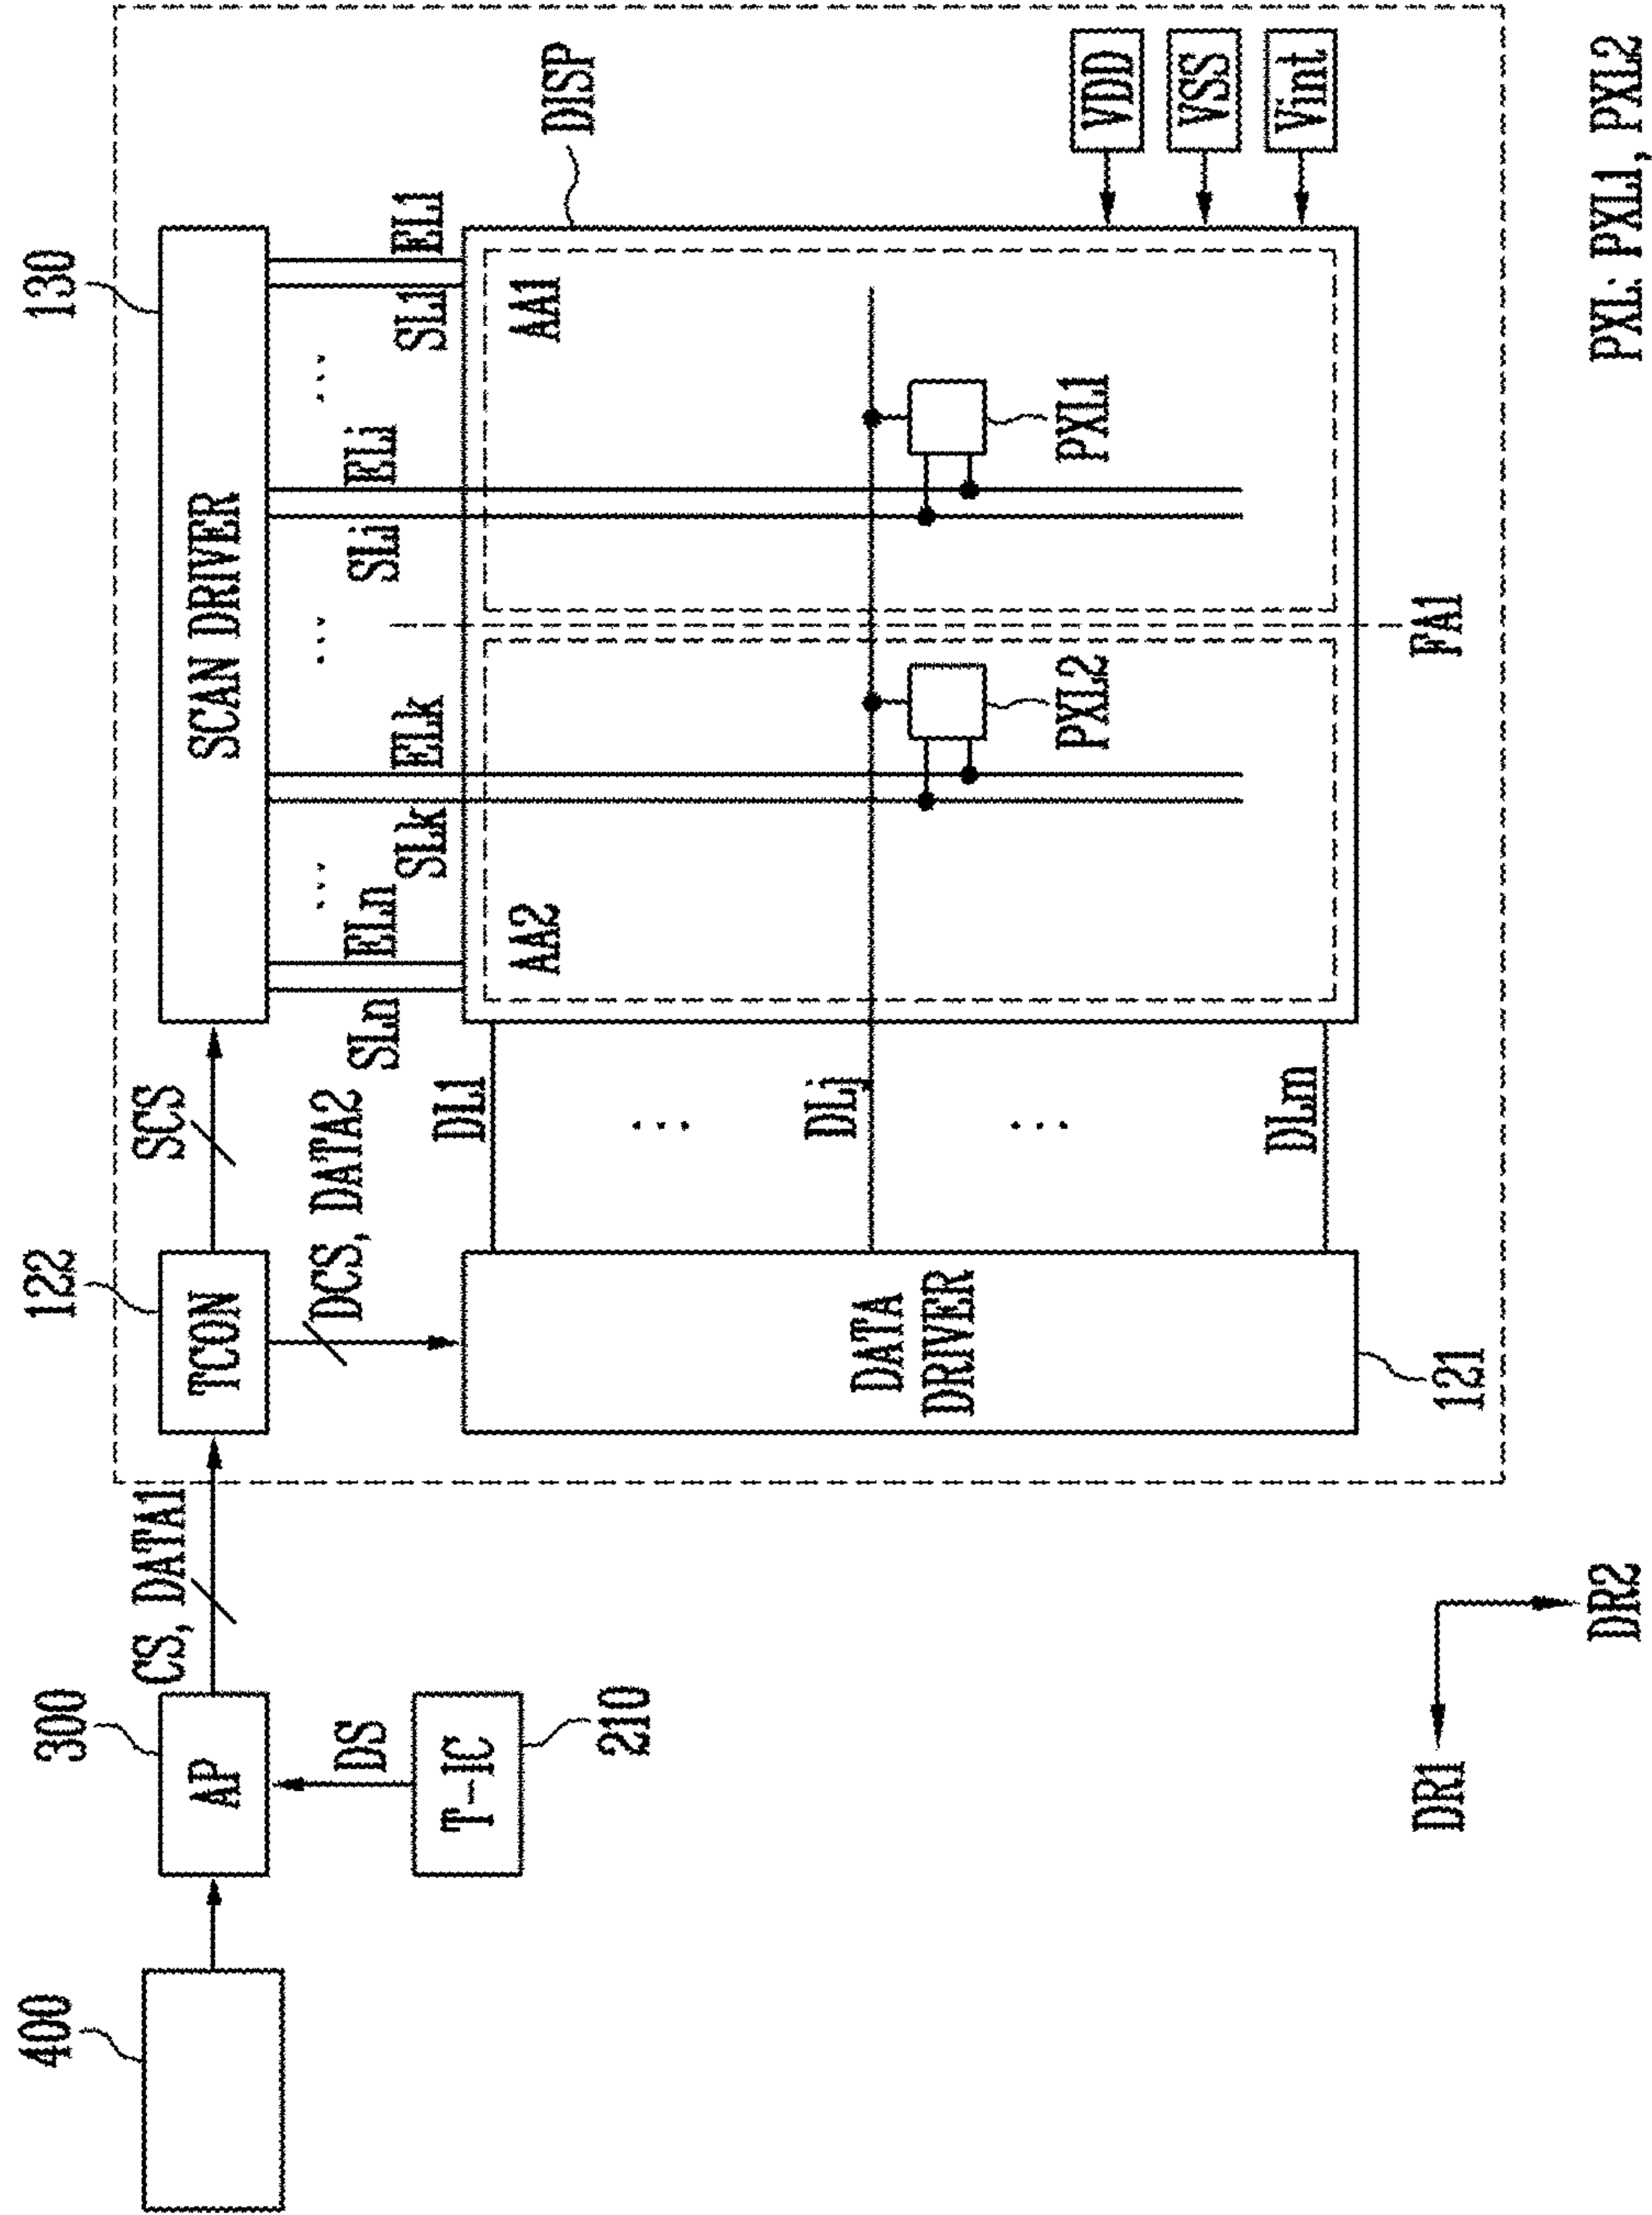 400
300
AP
DS
T-IC
210
CS, DATA1
122
TCON
SCS
DCS, DATA2
130
SCAN DRIVER
SLn
ELn
...
SLk
ELk
...
SLi
ELi
...
SL1
EL1
DISP
DATA
DRIVER
121
DL1
...
DLj
...
DLm
AA2
AA1
PXL2
PXL1
FA1
VDD
VSS
Vint
DR1
DR2
PXL: PXL1, PXL2